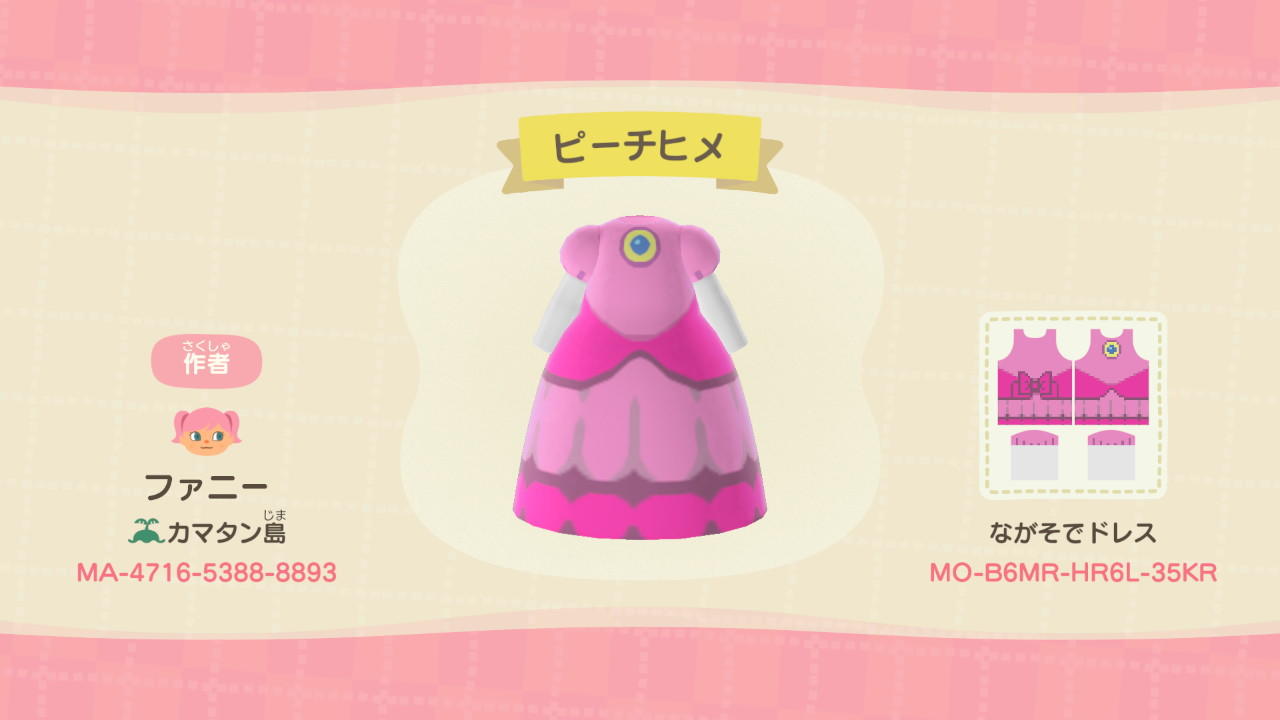 ピーチヒメ
さくしゃ
作者
ファニー
じま
カマタン島
MA-4716-5388-8893
ながそでドレス
MO-B6MR-HR6L-35KR